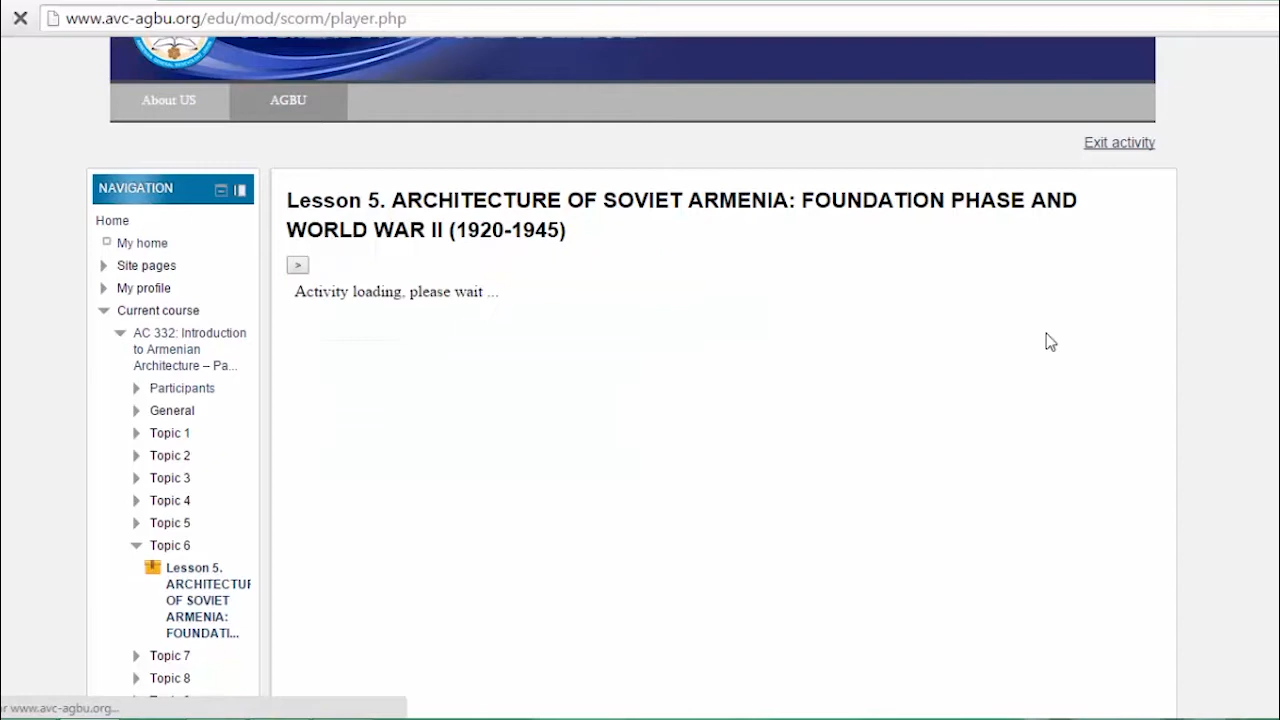 www.avc-agbu.org/edu/mod/scorm/player.php
About US
AGBU
Exit activity
NAVIGATION
Home
My home
Site pages
My profile
Current course
AC 332: Introduction
to Armenian
Architecture – Pa...
Participants
General
Topic 1
Topic 2
Topic 3
Topic 4
Topic 5
Topic 6
Lesson 5.
ARCHITECTUR
OF SOVIET
ARMENIA:
FOUNDATI...
Topic 7
Topic 8
Lesson 5. ARCHITECTURE OF SOVIET ARMENIA: FOUNDATION PHASE AND
WORLD WAR II (1920-1945)
>
Activity loading, please wait ...
www.avc-agbu.org...